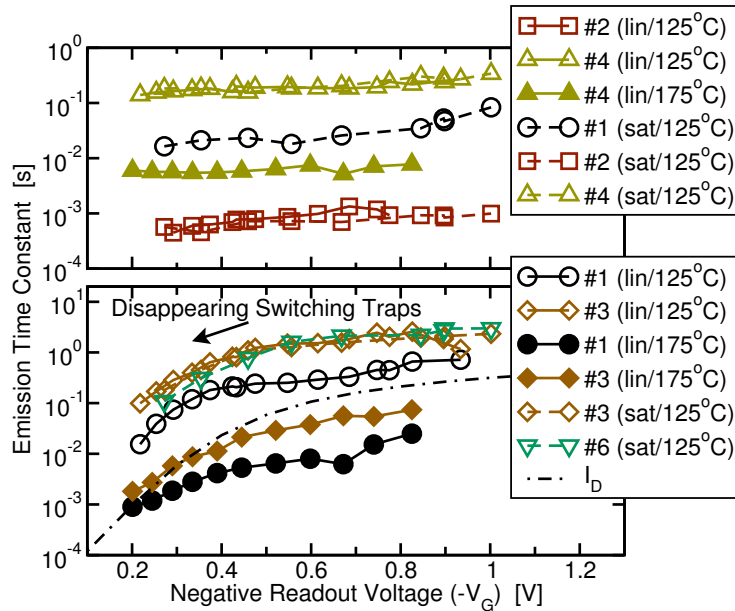 10^0
10^-1
10^-2
10^-3
10^-4
#2 (lin/125°C)
#4 (lin/125°C)
#4 (lin/175°C)
#1 (sat/125°C)
#2 (sat/125°C)
#4 (sat/125°C)
Emission Time Constant [s]
10^1
10^0
10^-1
10^-2
10^-3
10^-4
Disappearing Switching Traps
#1 (lin/125°C)
#3 (lin/125°C)
#1 (lin/175°C)
#3 (lin/175°C)
#3 (sat/125°C)
#6 (sat/125°C)
I_D
0.2 0.4 0.6 0.8 1 1.2
Negative Readout Voltage (-V_G) [V]